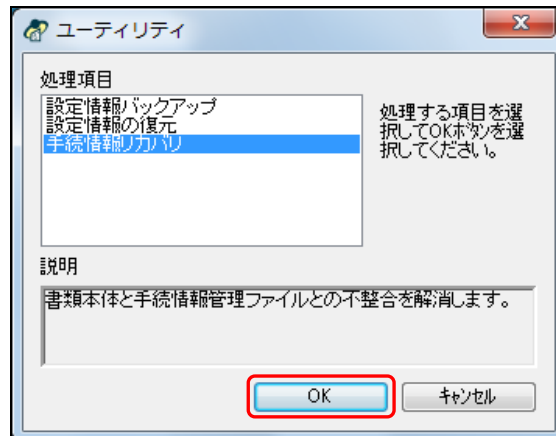 ユーティリティ
処理項目
設定情報バックアップ
設定情報の復元
手続情報リカバリ
処理する項目を選
択してOKボタンを選
択してください。
説明
書類本体と手続情報管理ファイルとの不整合を解消します。
OK
キャンセル